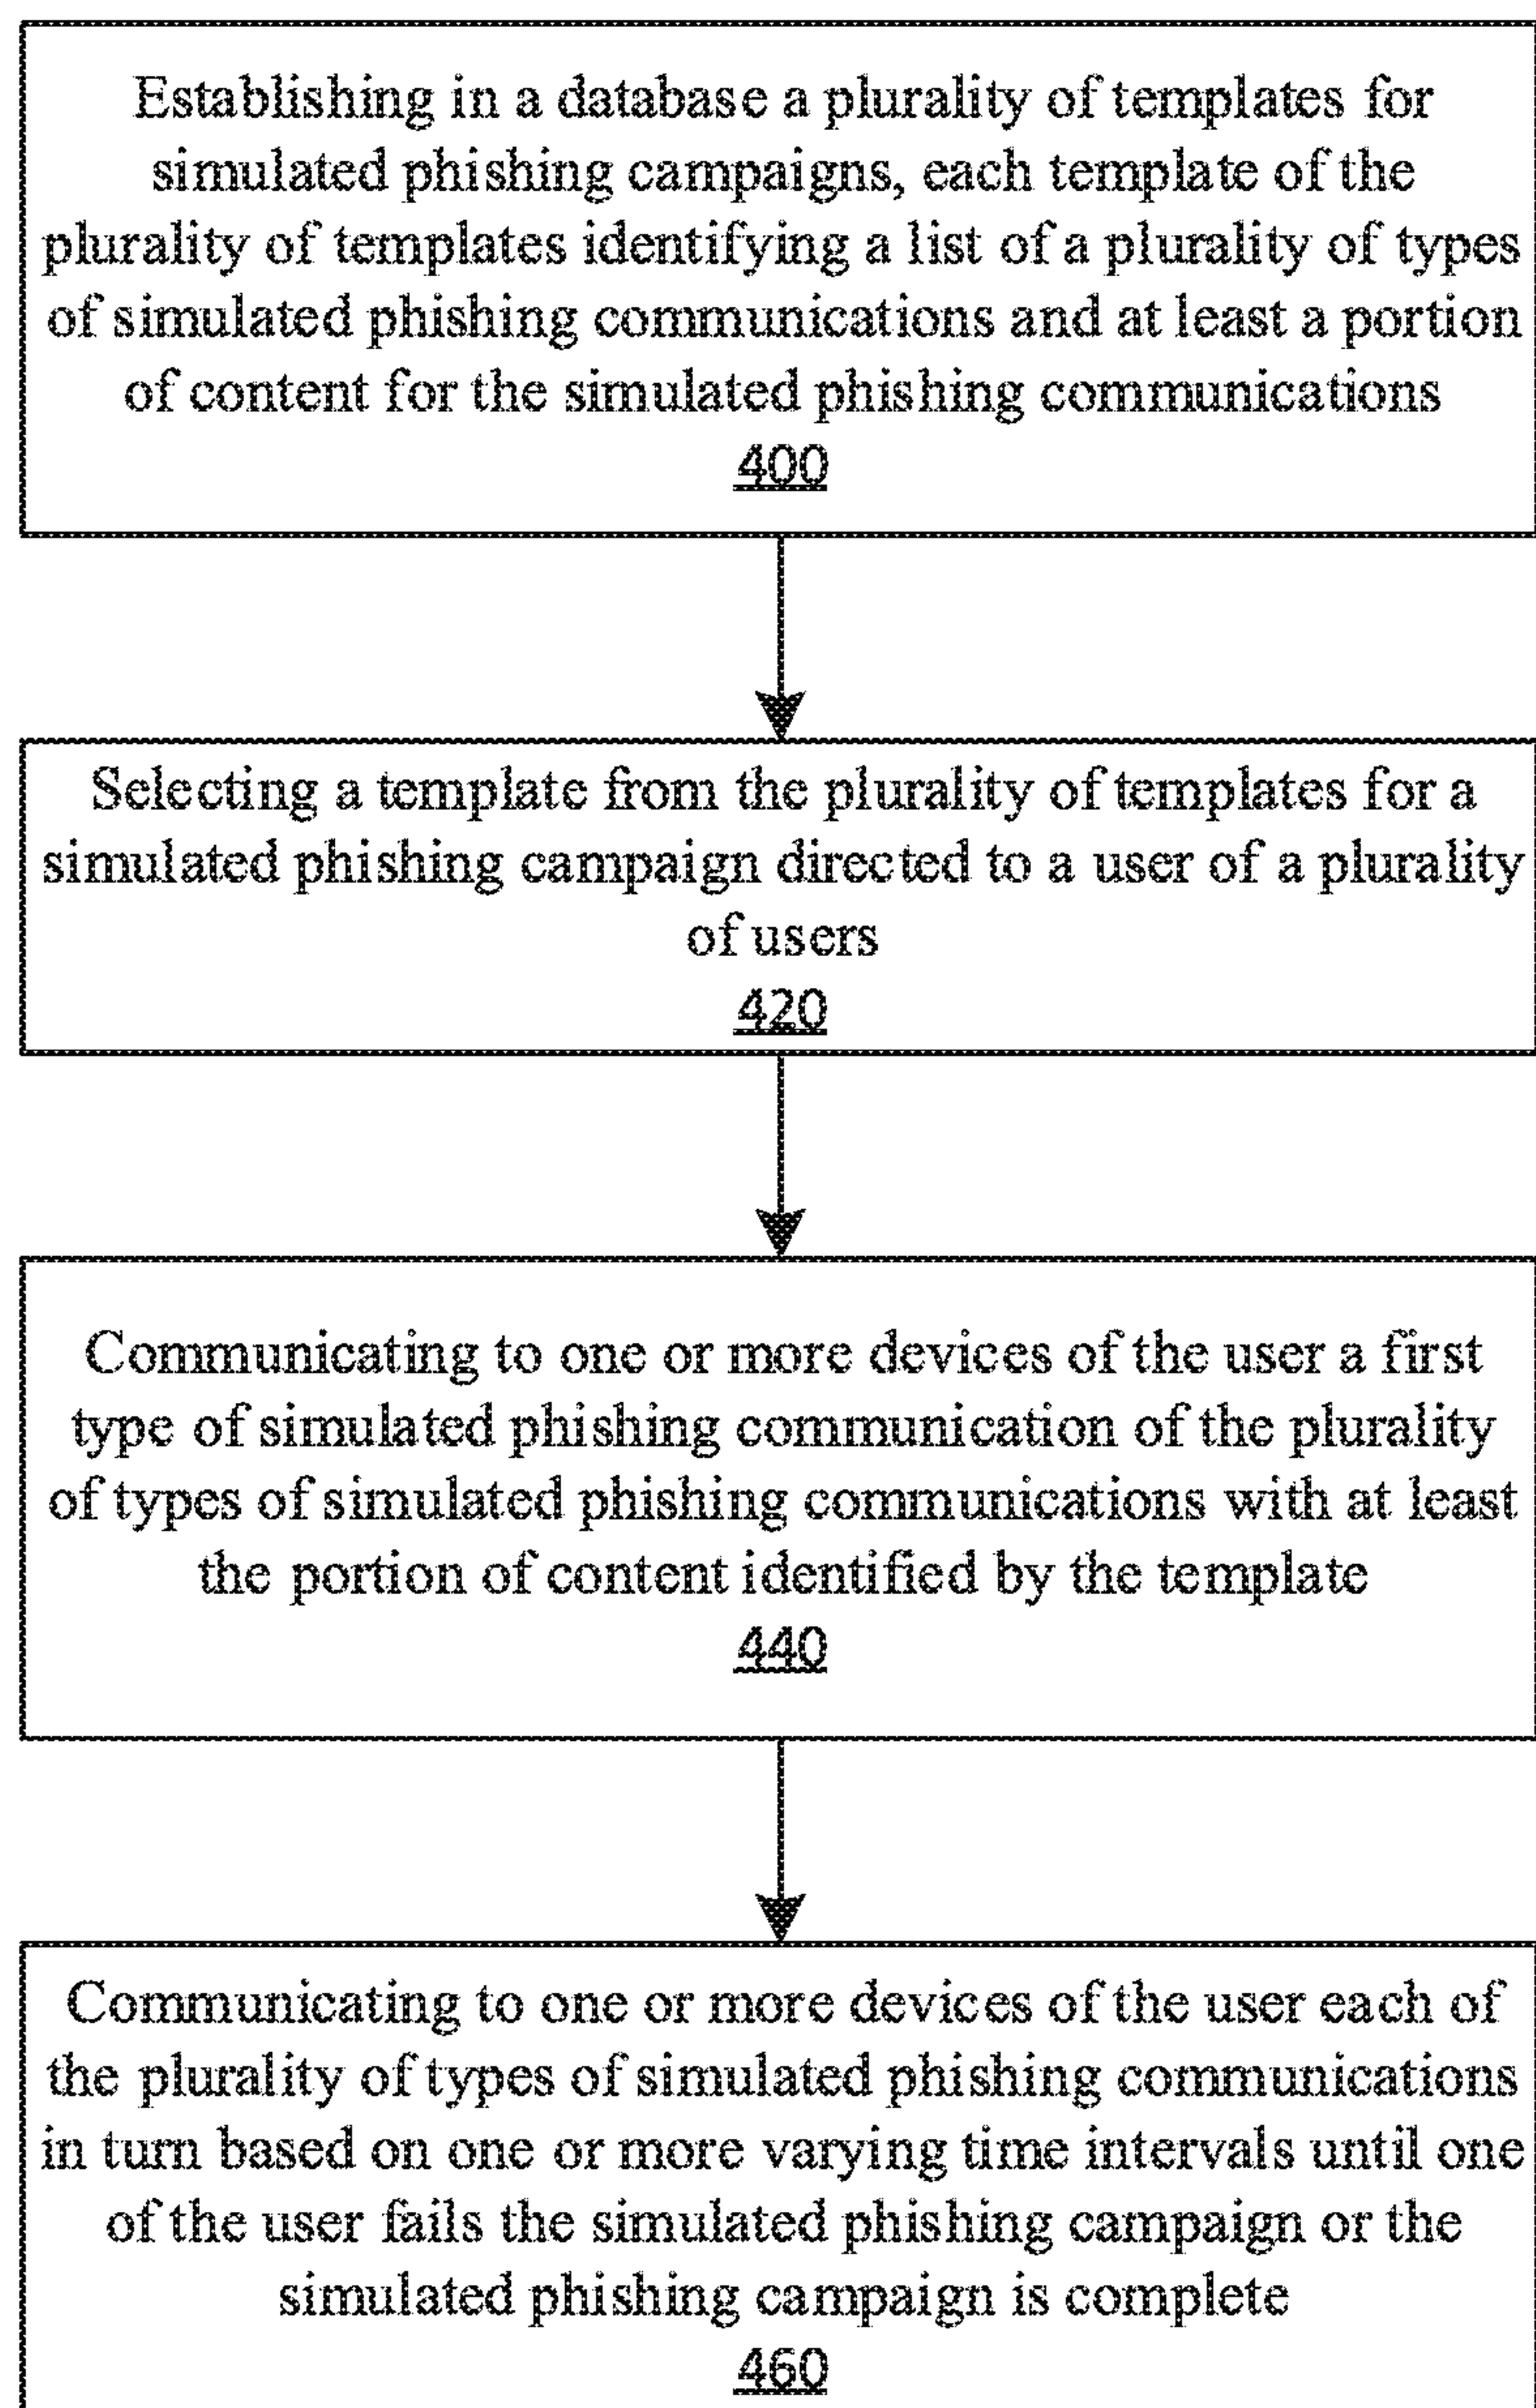 Establishing in a database a plurality of templates for
simulated phishing campaigns, each template of the
plurality of templates identifying a list of a plurality of types
of simulated phishing communications and at least a portion
of content for the simulated phishing communications
400
Selecting a template from the plurality of templates for a
simulated phishing campaign directed to a user of a plurality
of users
420
Communicating to one or more devices of the user a first
type of simulated phishing communication of the plurality
of types of simulated phishing communications with at least
the portion of content identified by the template
440
Communicating to one or more devices of the user each of
the plurality of types of simulated phishing communications
in turn based on one or more varying time intervals until one
of the user fails the simulated phishing campaign or the
simulated phishing campaign is complete
460